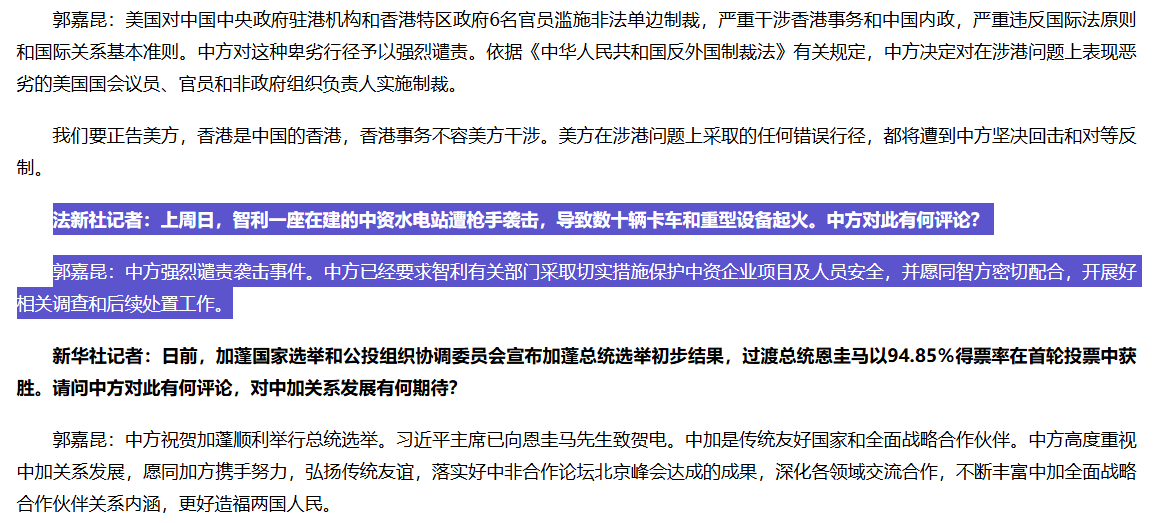 郭嘉昆：美国对中国中央政府驻港机构和香港特区政府6名官员滥施非法单边制裁，严重干涉香港事务和中国内政，严重违反国际法原则
和国际关系基本准则。中方对这种卑劣行径予以强烈谴责。依据《中华人民共和国反外国制裁法》有关规定，中方决定对在涉港问题上表现恶
劣的美国国会议员、官员和非政府组织负责人实施制裁。
我们要正告美方，香港是中国的香港，香港事务不容美方干涉。美方在涉港问题上采取的任何错误行径，都将遭到中方坚决回击和对等反
制。
法新社记者：上周日，智利一座在建的中资水电站遭枪手袭击，导致数十辆卡车和重型设备起火。中方对此有何评论？
郭嘉昆：中方强烈谴责袭击事件。中方已经要求智利有关部门采取切实措施保护中资企业项目及人员安全，并愿同智方密切配合，开展好
相关调查和后续处置工作。
新华社记者：日前，加蓬国家选举和公投组织协调委员会宣布加蓬总统选举初步结果，过渡总统恩圭马以94.85%得票率在首轮投票中获
胜。请问中方对此有何评论，对中加关系发展有何期待？
郭嘉昆：中方祝贺加蓬顺利举行总统选举。习近平主席已向恩圭马先生致贺电。中加是传统友好国家和全面战略合作伙伴。中方高度重视
中加关系发展，愿同加方携手努力，弘扬传统友谊，落实好中非合作论坛北京峰会达成的成果，深化各领域交流合作，不断丰富中加全面战略
合作伙伴关系内涵，更好造福两国人民。